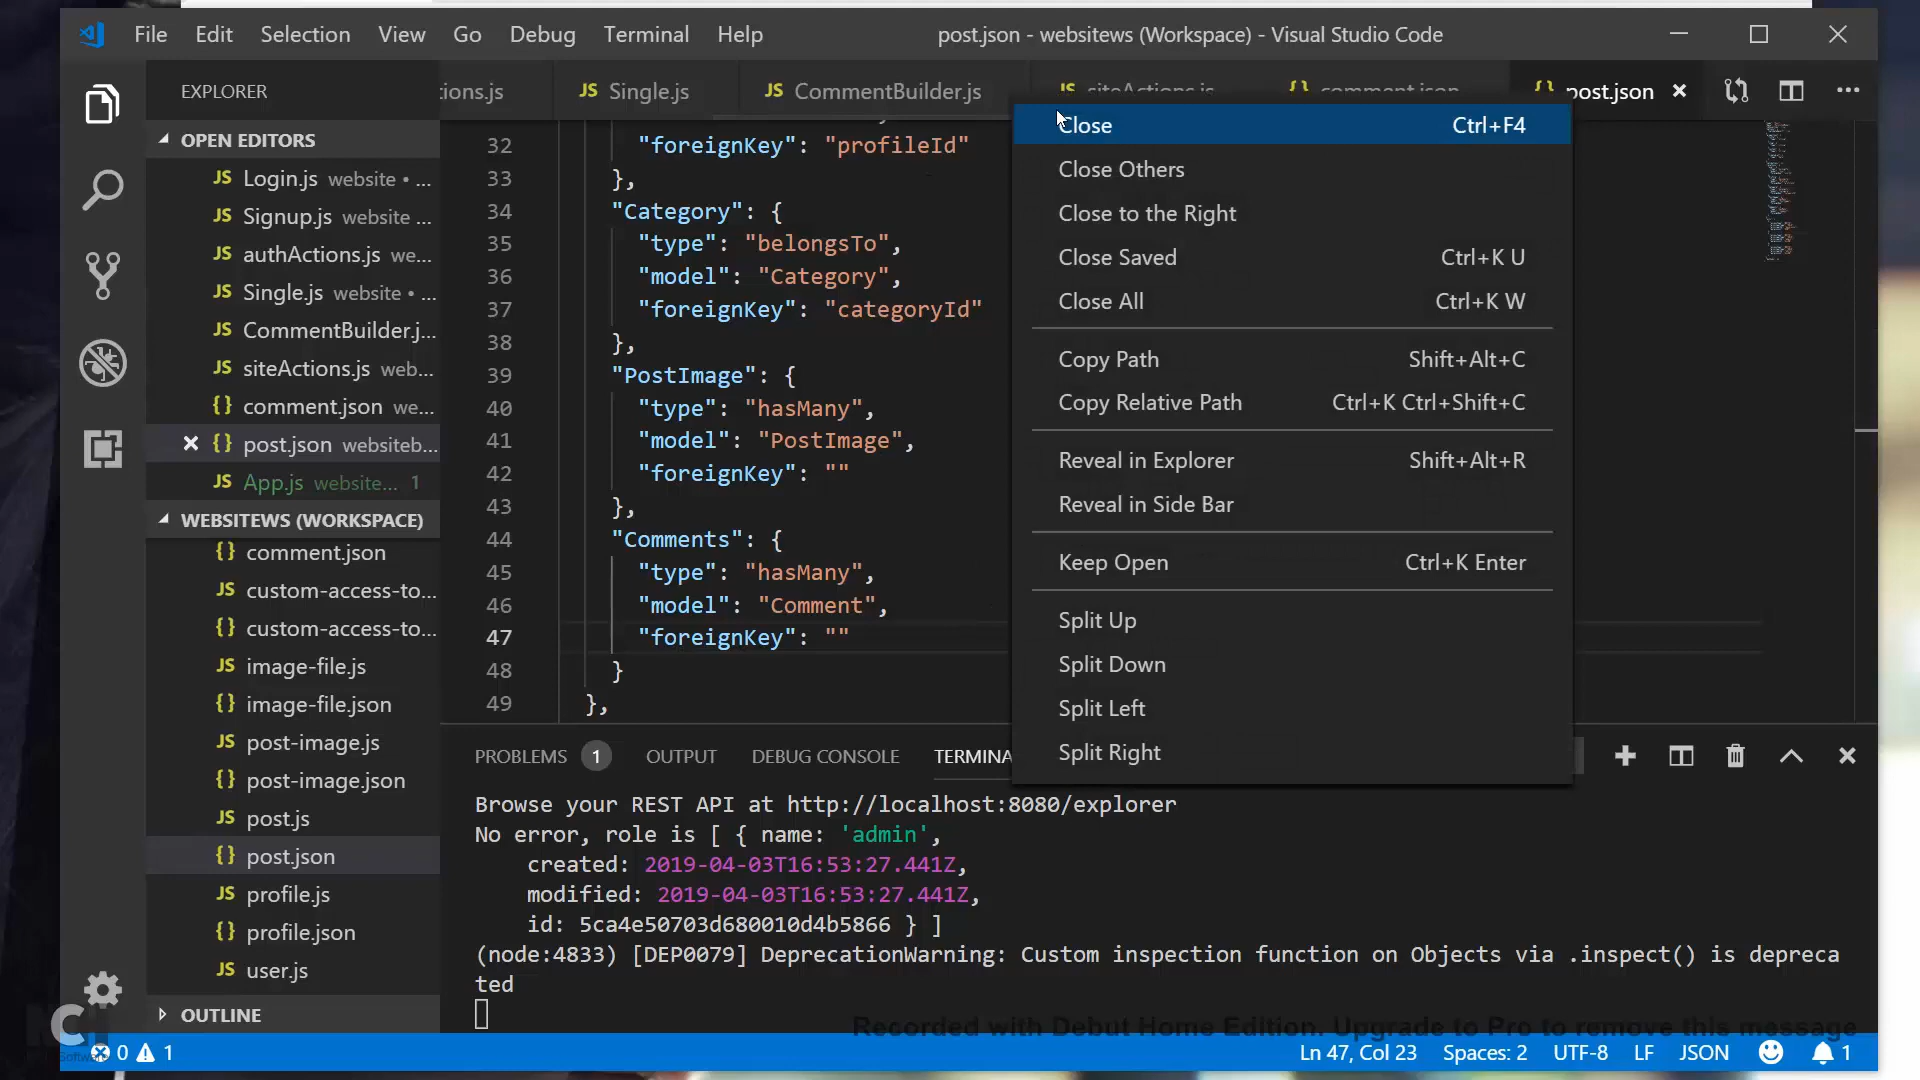 File Edit Selection View Go Debug Terminal Help
post.json - websitews (Workspace) - Visual Studio Code
EXPLORER
OPEN EDITORS
JS Login.js website • ...
JS Signup.js website ...
JS authActions.js we...
JS Single.js website • ...
JS CommentBuilder.j...
JS siteActions.js web...
{} comment.json we...
{} post.json websiteb...
JS App.js website... 1
WEBSITEWS (WORKSPACE)
{} comment.json
JS custom-access-to...
{} custom-access-to...
JS image-file.js
{} image-file.json
JS post-image.js
{} post-image.json
JS post.js
{} post.json
JS profile.js
{} profile.json
JS user.js
OUTLINE
tions.js
JS Single.js
JS CommentBuilder.js
JS siteActions.js
{} comment.json
{} post.json
32 "foreignKey": "profileId"
33 },
34 "Category": {
35 "type": "belongsTo",
36 "model": "Category",
37 "foreignKey": "categoryId"
38 },
39 "PostImage": {
40 "type": "hasMany",
41 "model": "PostImage",
42 "foreignKey": ""
43 },
44 "Comments": {
45 "type": "hasMany",
46 "model": "Comment",
47 "foreignKey": ""
48 }
49 },
Close Ctrl+F4
Close Others
Close to the Right
Close Saved Ctrl+K U
Close All Ctrl+K W
Copy Path Shift+Alt+C
Copy Relative Path Ctrl+K Ctrl+Shift+C
Reveal in Explorer Shift+Alt+R
Reveal in Side Bar
Keep Open Ctrl+K Enter
Split Up
Split Down
Split Left
Split Right
PROBLEMS 1 OUTPUT DEBUG CONSOLE TERMINA
Browse your REST API at http://localhost:8080/explorer
No error, role is [ { name: 'admin',
created: 2019-04-03T16:53:27.441Z,
modified: 2019-04-03T16:53:27.441Z,
id: 5ca4e50703d680010d4b5866 } ]
(node:4833) [DEP0079] DeprecationWarning: Custom inspection function on Objects via .inspect() is depreca
ted
Recorded with Debut Home Edition. Upgrade to Pro to remove this message
0 1
Ln 47, Col 23 Spaces: 2 UTF-8 LF JSON 1